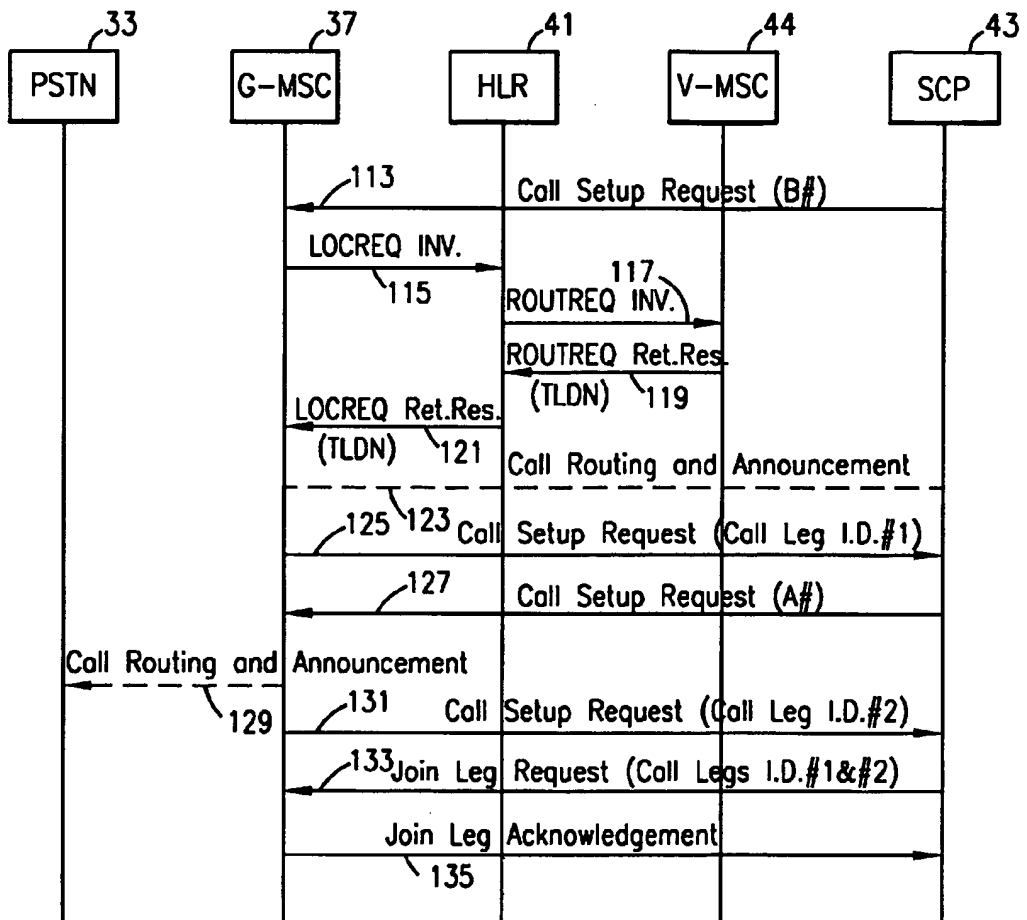 33 37 41 44 43
PSTN G-MSC HLR V-MSC SCP
113 Call Setup Request (B#)
LOCREQ INV.
115
117
ROUTREQ INV.
ROUTREQ Ret.Res.
(TLDN) 119
LOCREQ Ret.Res.
(TLDN) 121
Call Routing and Announcement
123
125 Call Setup Request (Call Leg I.D.#1)
127 Call Setup Request (A#)
Call Routing and Announcement
129
131 Call Setup Request (Call Leg I.D.#2)
133 Join Leg Request (Call Legs I.D.#1&#2)
Join Leg Acknowledgement
135